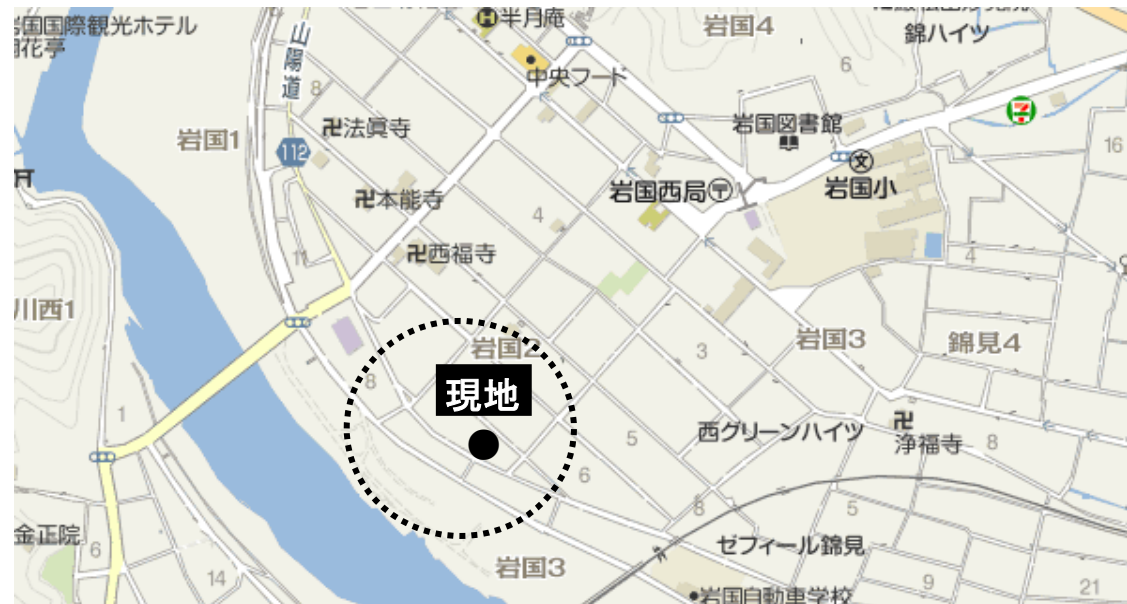 半月庵
岩国4
錦ハイツ
国際観光ホテル
花亭
山陽道
中央フード
6
8
卍法眞寺
岩国1
112
岩国図書館
文
16
岩国小
岩国西局
卍本能寺
4
卍西福寺
11
4
川西1
岩国2
岩国3
錦見4
3
8
現地
1
西グリーンハイツ
卍
浄福寺
8
5
6
8
5
金正院
6
ゼフィール錦見
岩国3
14
9
21
岩国自動車学校